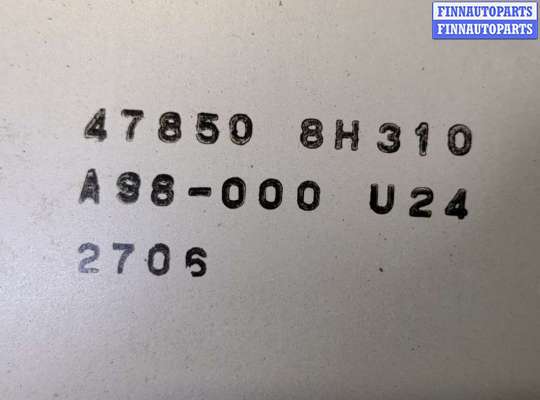 FINNAUTOPARTS
FINNAUTOPARTS
47850 8H310
A98-000 U24
2706